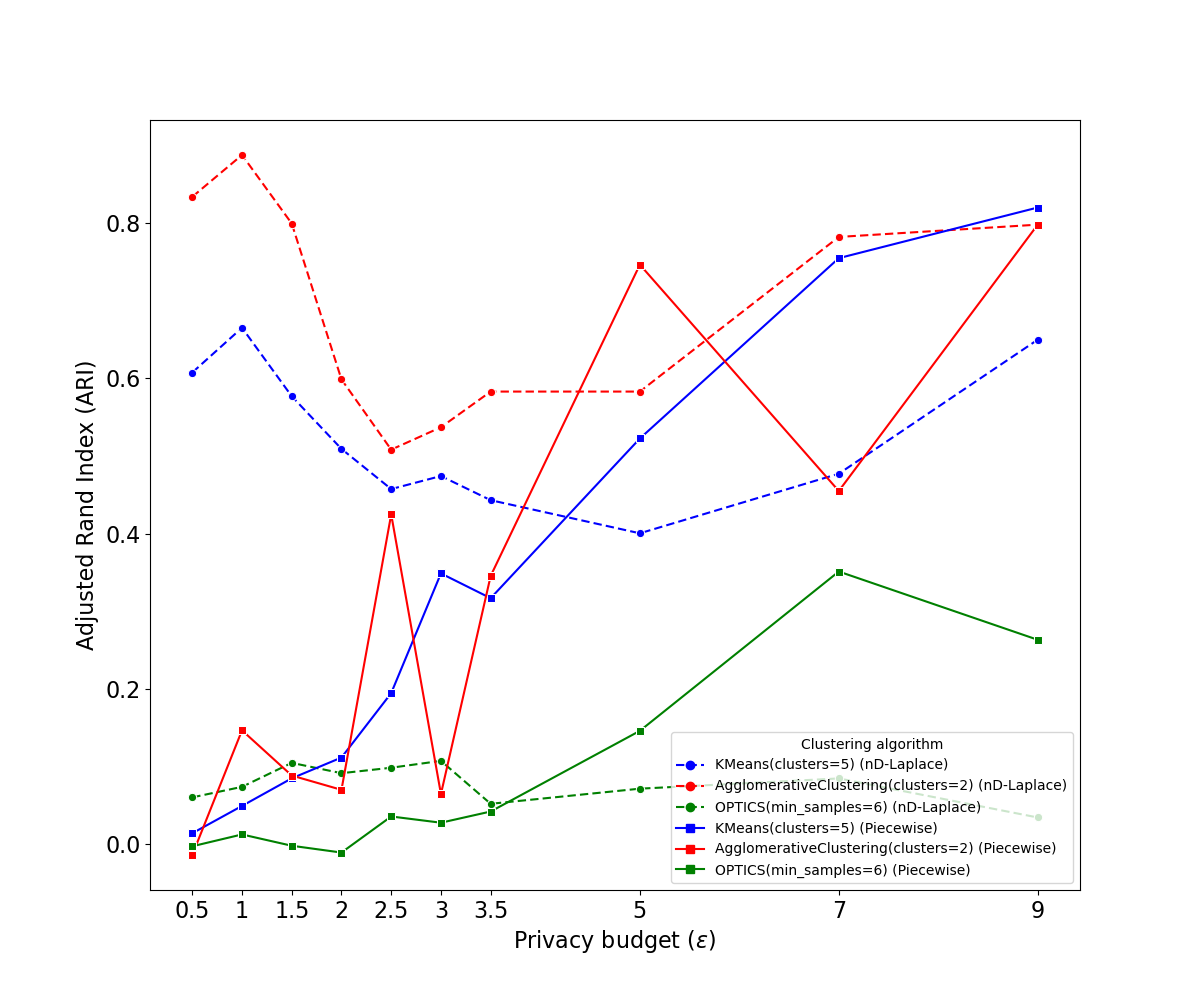 Adjusted Rand Index (ARI)
0.8
0.6
0.4
0.2
0.0
Clustering algorithm
KMeans(clusters=5) (nD-Laplace)
AgglomerativeClustering(clusters=2) (nD-Laplace)
OPTICS(min_samples=6) (nD-Laplace)
KMeans(clusters=5) (Piecewise)
AgglomerativeClustering(clusters=2) (Piecewise)
OPTICS(min_samples=6) (Piecewise)
0.5 1 1.5 2 2.5 3 3.5 5 7 9
Privacy budget (ε)